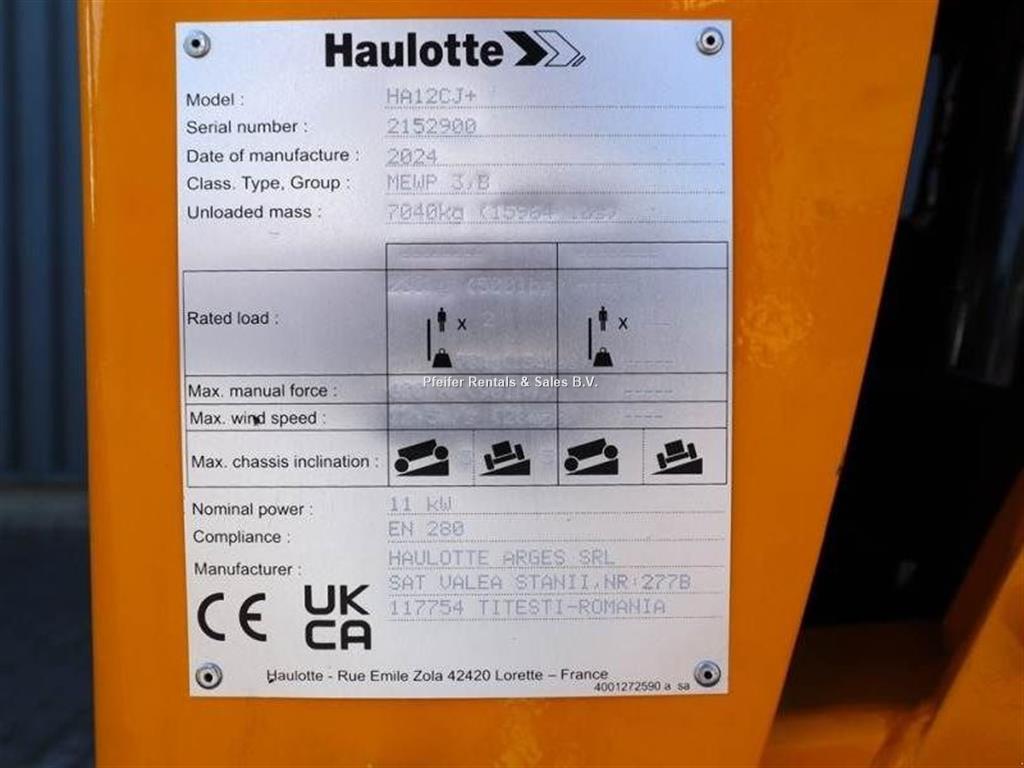 Haulotte
Model : HA12CJ+
Serial number : 2152900
Date of manufacture : 2024
Class. Type, Group : MEWP 3,B
Unloaded mass : 7040kg
Rated load : x 2 x
Pfeifer Rentals & Sales B.V.
Max. manual force : ----
Max. wind speed : ----
Max. chassis inclination :
Nominal power : 11 kW
Compliance : EN 280
Manufacturer : HAULOTTE ARGES SRL
SAT VALEA STANII,NR:277B
117754 TITESTI-ROMANIA
CE UK
CA
Haulotte - Rue Emile Zola 42420 Lorette – France
4001272590 a sa